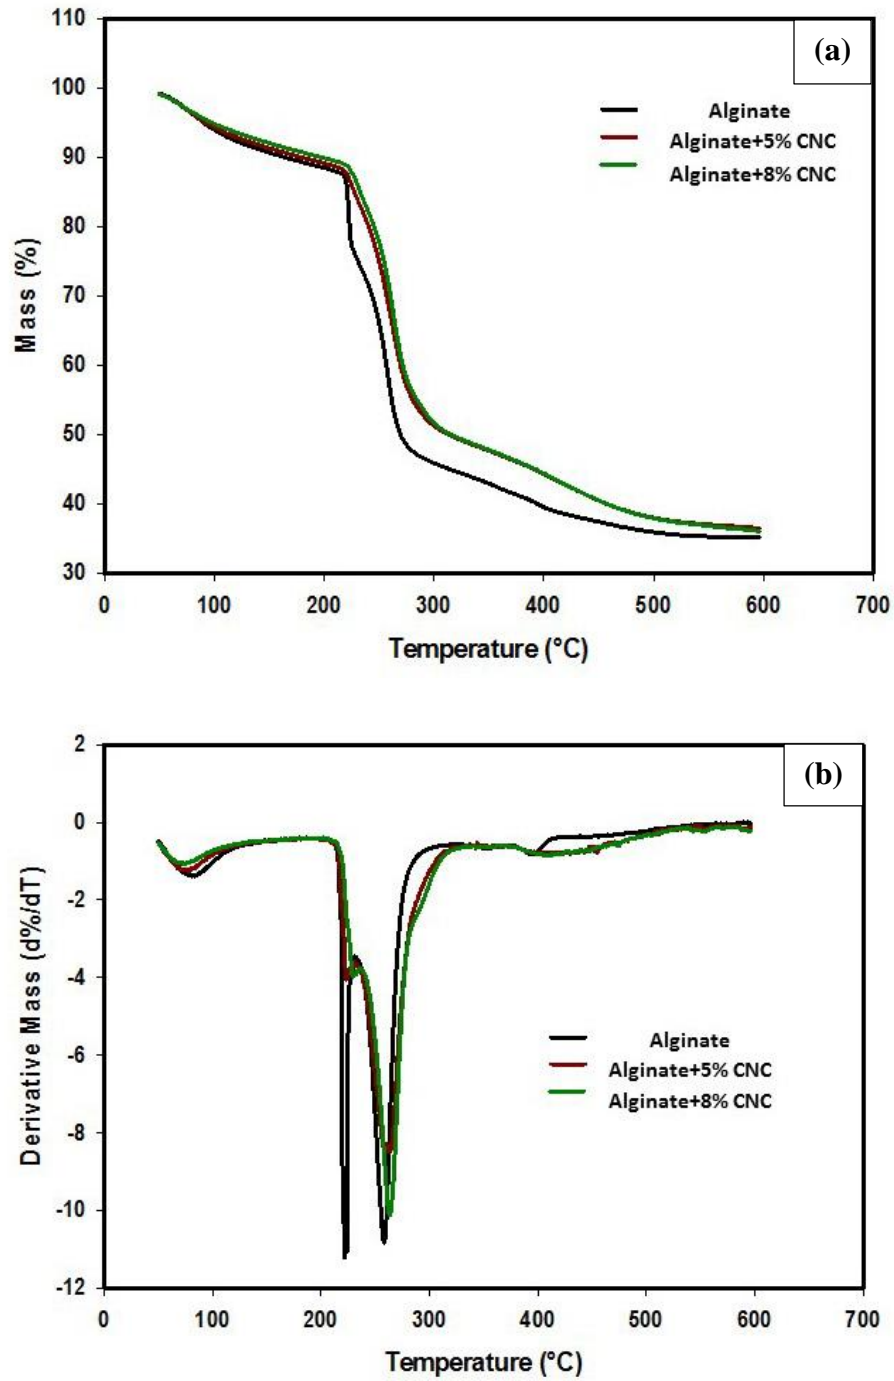 110
(a)
100
Alginate
Alginate+5% CNC
90
Alginate+8% CNC
80
70
60
50
40
30
Mass (%)
0 100 200 300 400 500 600 700
Temperature (°C)
2
(b)
0
-2
-4
-6
Alginate
Alginate+5% CNC
Alginate+8% CNC
-8
-10
-12
Derivative Mass (d%/dT)
0 100 200 300 400 500 600 700
Temperature (°C)